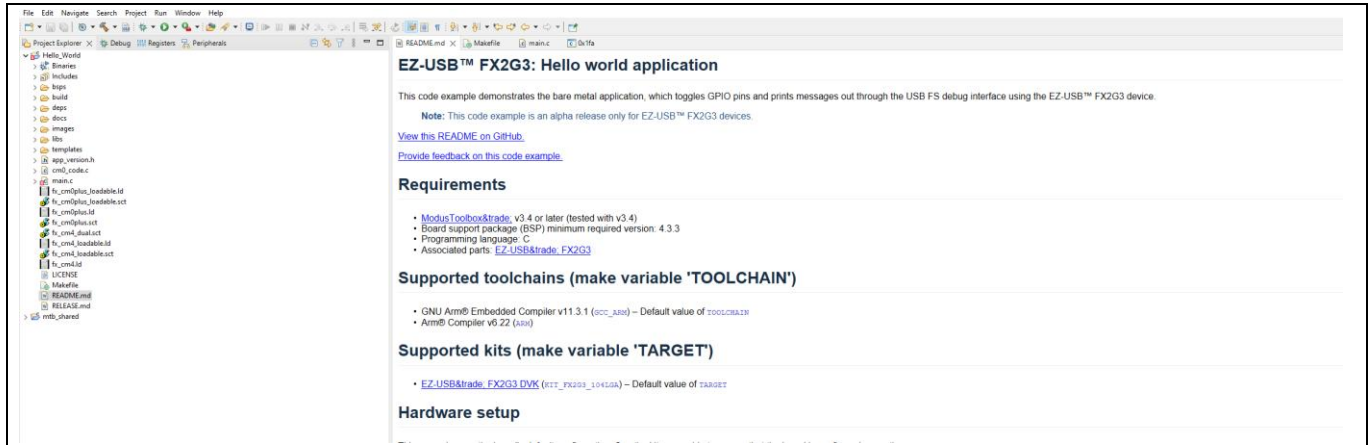 File Edit Navigate Search Project Run Window Help
Project Explorer Debug Registers Peripherals
README.md Makefile main.c 0x1fa
Hello_World
Binaries
Includes
bsps
build
deps
docs
images
libs
templates
app_version.h
cm0_code.c
main.c
fx_cm0plus_loadable.ld
fx_cm0plus_loadable.sct
fx_cm0plus.ld
fx_cm0plus.sct
fx_cm4_dual.sct
fx_cm4_loadable.ld
fx_cm4_loadable.sct
fx_cm4.ld
LICENSE
Makefile
README.md
RELEASE.md
mtb_shared
EZ-USB™ FX2G3: Hello world application
This code example demonstrates the bare metal application, which toggles GPIO pins and prints messages out through the USB FS debug interface using the EZ-USB™ FX2G3 device.
Note: This code example is an alpha release only for EZ-USB™ FX2G3 devices.
View this README on GitHub.
Provide feedback on this code example.
Requirements
• ModusToolbox&trade; v3.4 or later (tested with v3.4)
• Board support package (BSP) minimum required version: 4.3.3
• Programming language: C
• Associated parts: EZ-USB&trade; FX2G3
Supported toolchains (make variable 'TOOLCHAIN')
• GNU Arm® Embedded Compiler v11.3.1 (GCC_ARM) – Default value of TOOLCHAIN
• Arm® Compiler v6.22 (ARM)
Supported kits (make variable 'TARGET')
• EZ-USB&trade; FX2G3 DVK (KIT_FX2G3_104LGA) – Default value of TARGET
Hardware setup